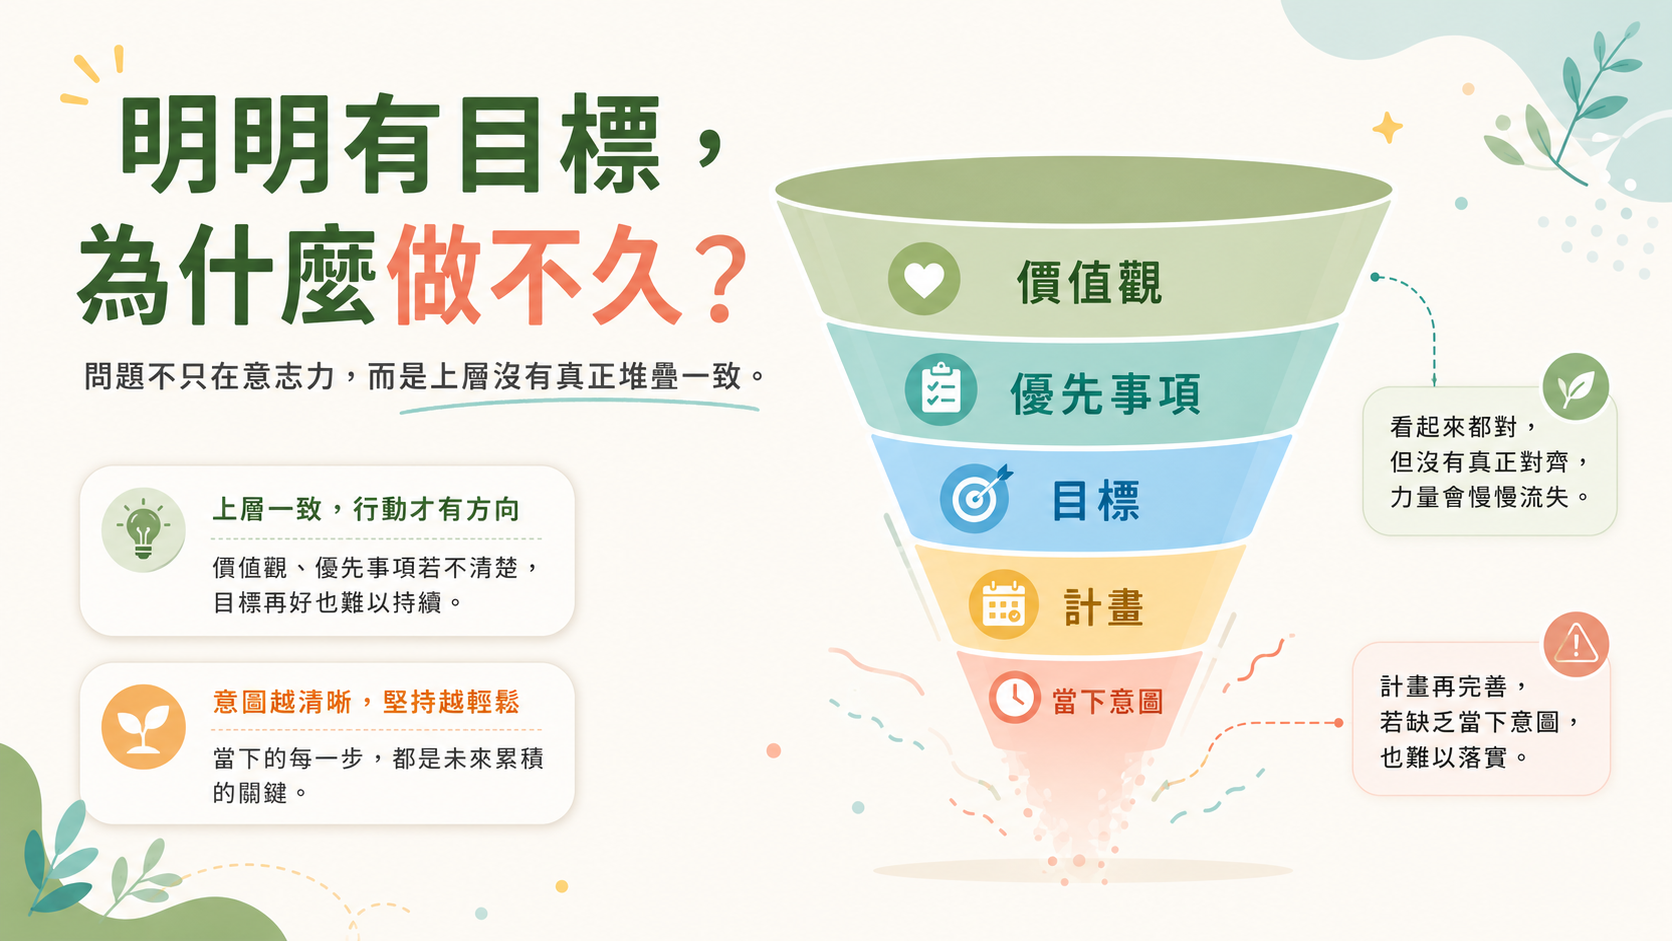 明明有目標，
為什麼做不久？
問題不只在意志力，而是上層沒有真正堆疊一致。
上層一致，行動才有方向
價值觀、優先事項若不清楚，
目標再好也難以持續。
意圖越清晰，堅持越輕鬆
當下的每一步，都是未來累積
的關鍵。
價值觀
優先事項
目標
計畫
當下意圖
看起來都對，
但沒有真正對齊，
力量會慢慢流失。
計畫再完善，
若缺乏當下意圖，
也難以落實。